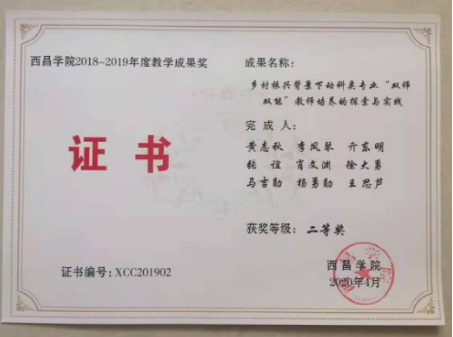 西昌学院2018-2019年度教学成果奖
证书
证书编号：XCC201902
成果名称：
乡村振兴背景下动科类专业“双师
双能”教师培养的探索与实践
完成人：
黄志秋 李凤琴 亓东明
张谊 肖文渊 徐大勇
马吉勋 杨勇勋 王思芦
获奖等级：二等奖
西昌学院
2020年4月